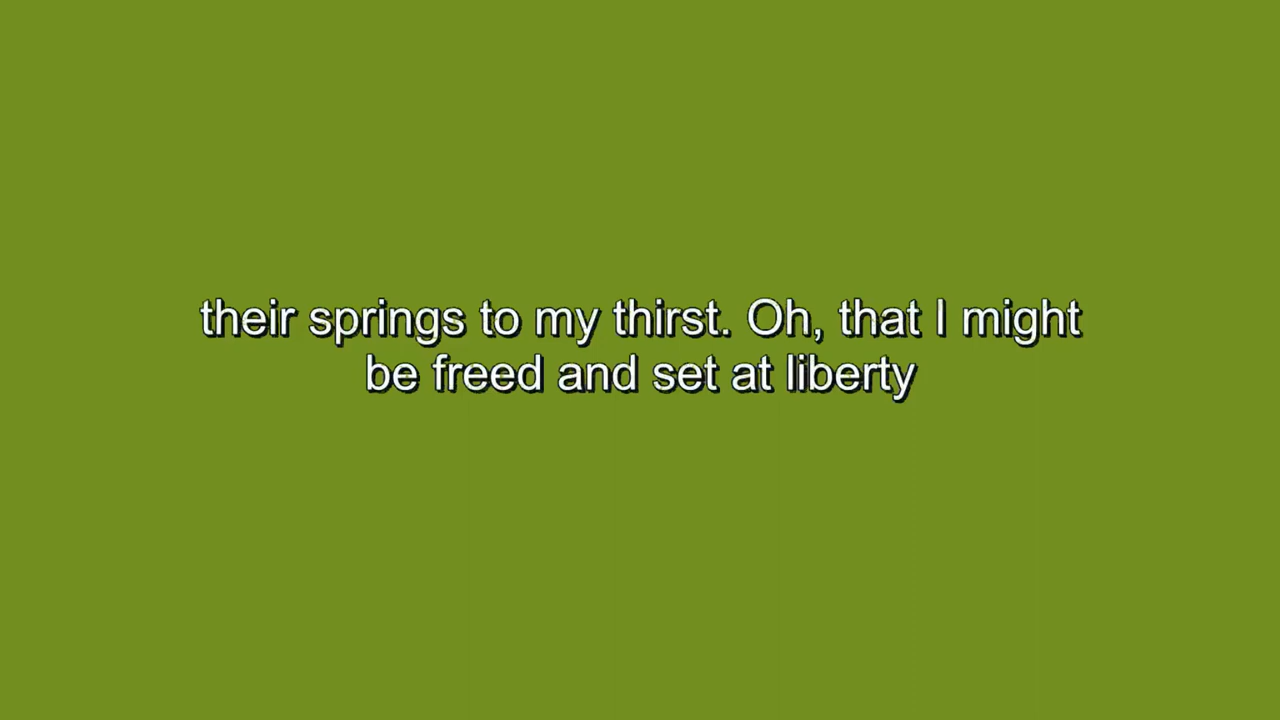 their springs to my thirst. Oh, that I might
be freed and set at liberty